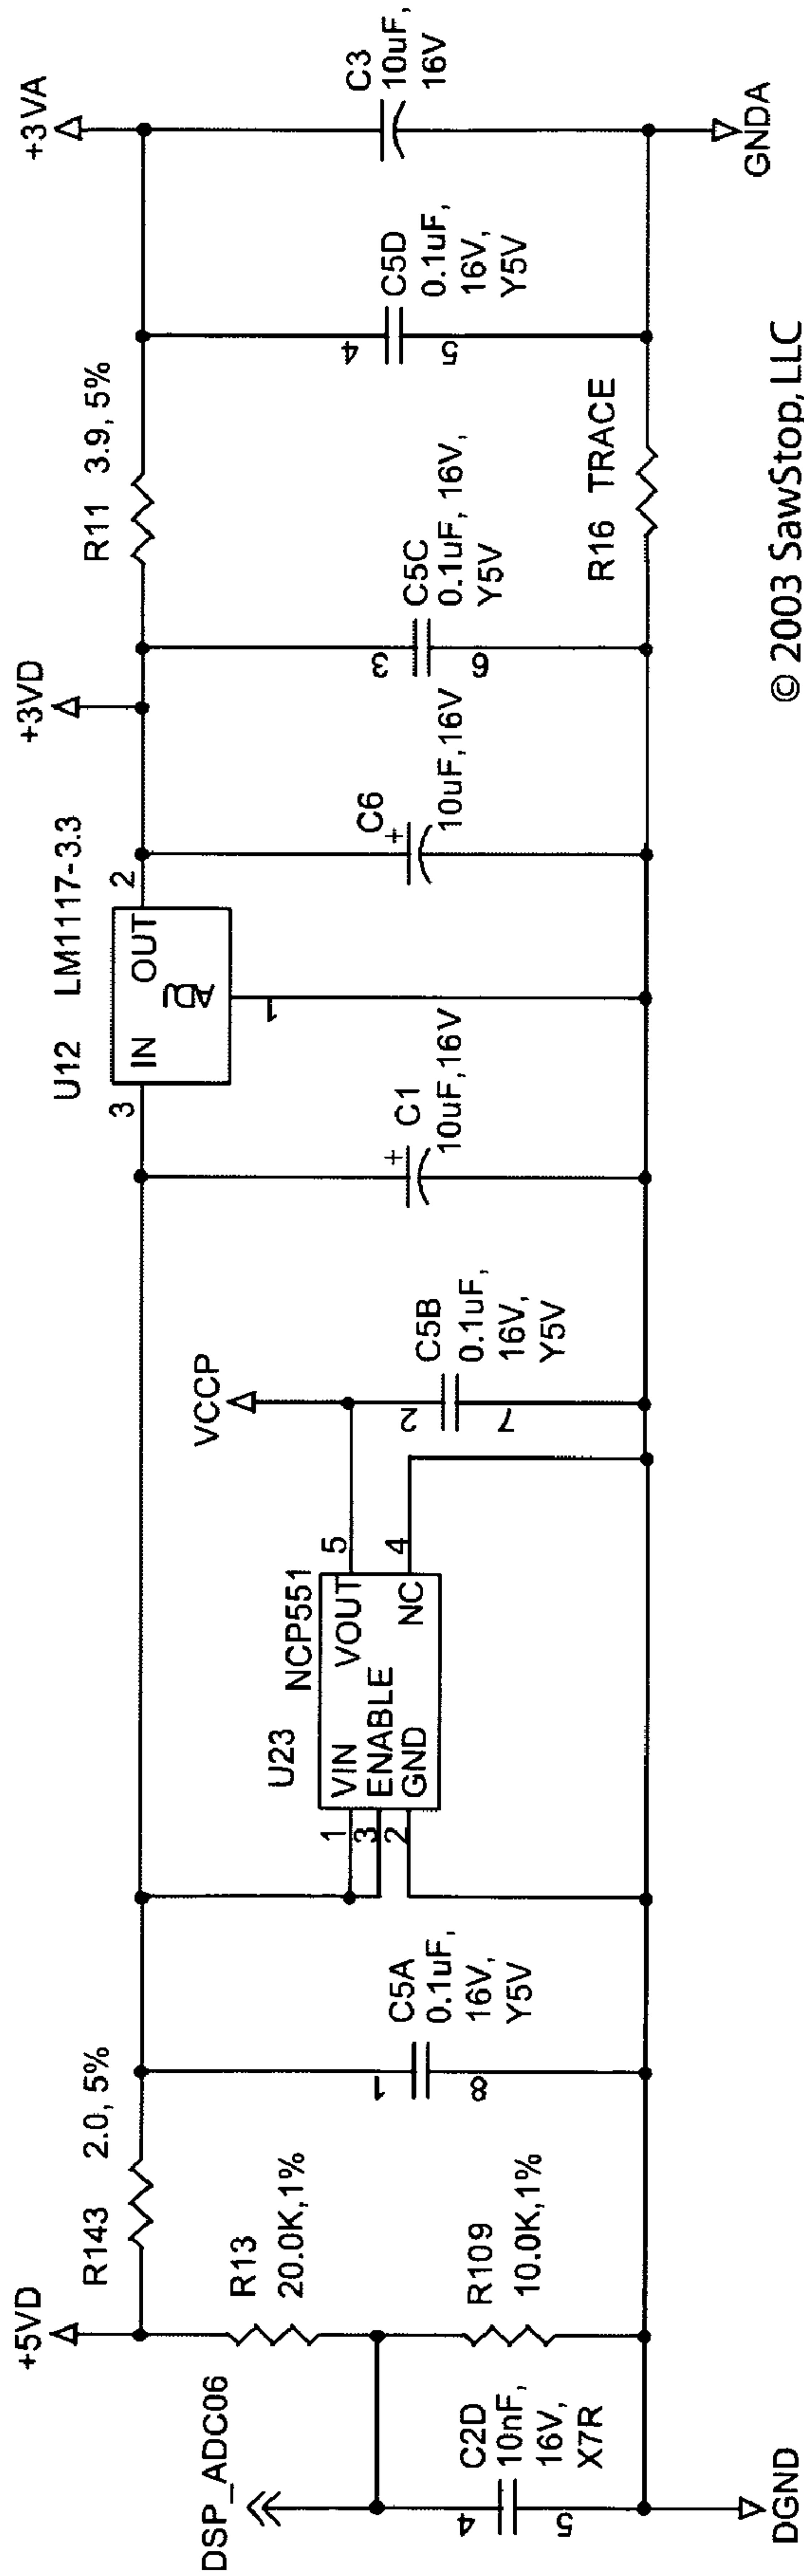 +5VD
R143 2.0, 5%
R13
20.0K,1%
R109
10.0K,1%
DSP_ADC06
C2D
10nF,
16V,
X7R
4
5
DGND
C5A
0.1uF,
16V,
Y5V
1
8
U23
NCP551
VIN
VOUT
ENABLE
GND
NC
1
3
2
5
4
VCCP
C5B
0.1uF,
16V,
Y5V
2
7
C1
10uF,16V
+
U12 LM1117-3.3
3
IN OUT
2
ADJ
1
C6
10uF,16V
+
+3VD
C5C
0.1uF, 16V,
Y5V
3
6
R11 3.9, 5%
R16 TRACE
C5D
0.1uF,
16V,
Y5V
4
5
+3VA
C3
10uF,
16V
GNDA
© 2003 SawStop, LLC